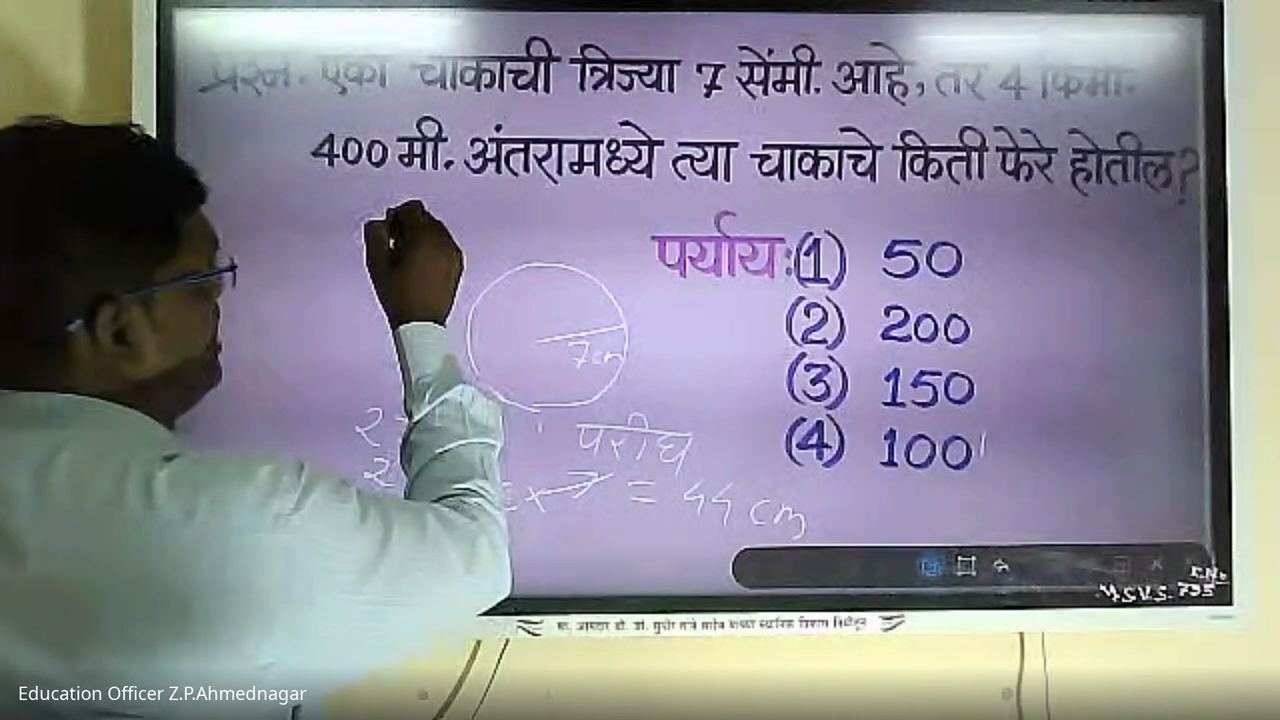 प्रश्न. एका चाकाची त्रिज्या 7 सेंमी. आहे, तर 4 किमी.
400 मी. अंतरामध्ये त्या चाकाचे किती फेरे होतील?
पर्याय:(1) 50
(2) 200
(3) 150
(4) 100
7cm
परीघ
= 44 cm
M.S.V.S. 735
Education Officer Z.P.Ahmednagar